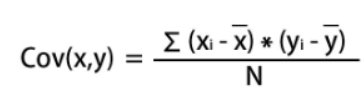 Cov(x,y) = Σ (xᵢ - x̅) * (yᵢ - y̅)
N